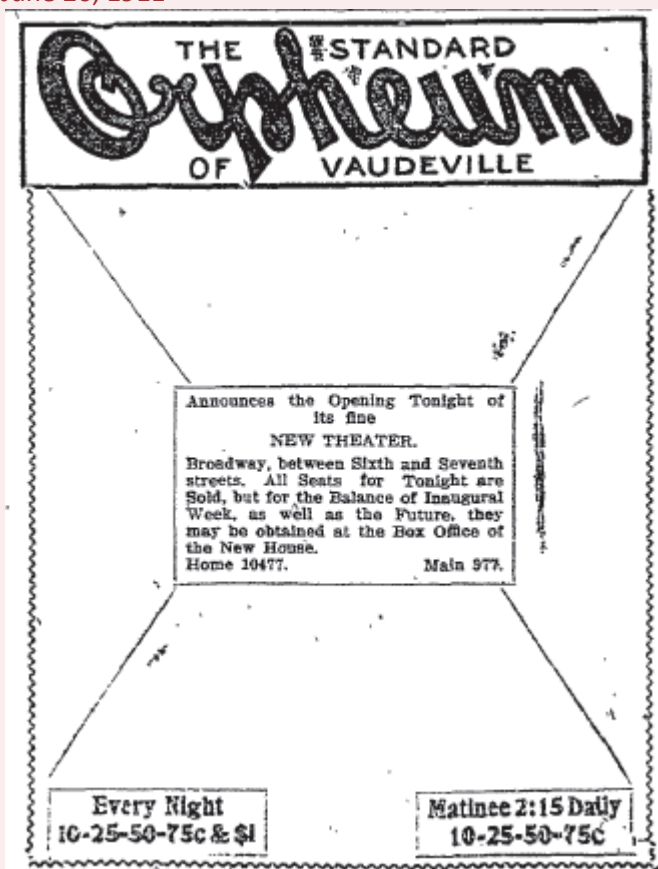 THE STANDARD
Orpheum
OF VAUDEVILLE
Announces the Opening Tonight of
its fine
NEW THEATER.
Broadway, between Sixth and Seventh
streets. All Seats for Tonight are
Sold, but for the Balance of Inaugural
Week, as well as the Future, they
may be obtained at the Box Office of
the New House.
Home 10477. Main 977.
Every Night
10-25-50-75c & $1
Matinee 2:15 Daily
10-25-50-75c